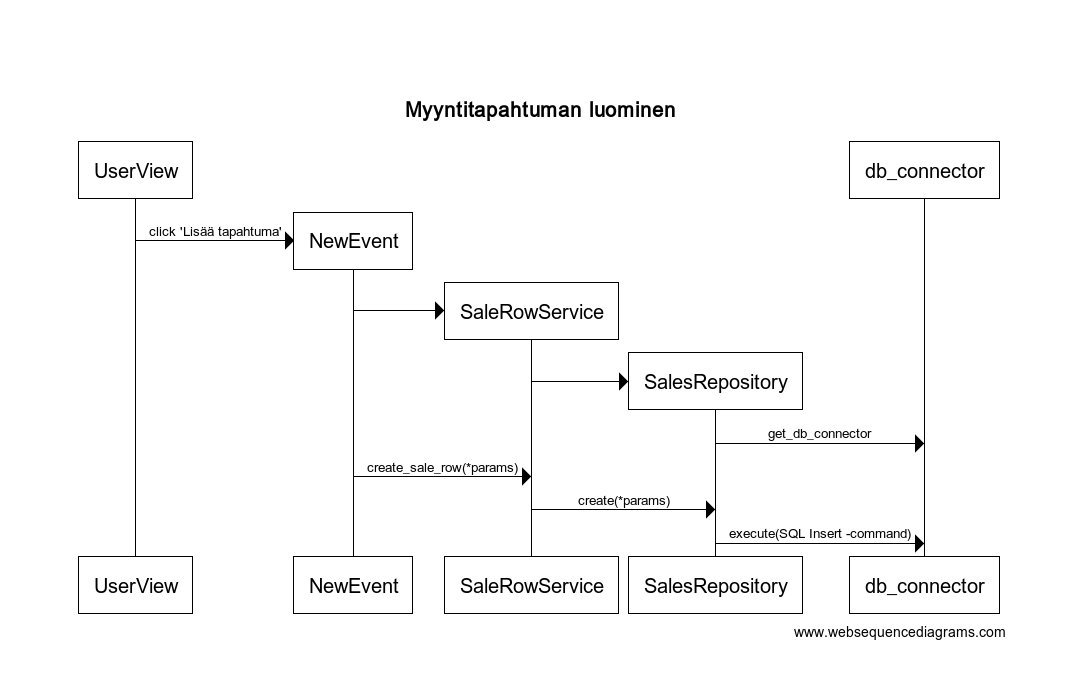 Myyntitapahtuman luominen
UserView
db_connector
click 'Lisää tapahtuma'
NewEvent
SaleRowService
SalesRepository
get_db_connector
create_sale_row(*params)
create(*params)
execute(SQL Insert -command)
UserView
NewEvent
SaleRowService
SalesRepository
db_connector
www.websequencediagrams.com